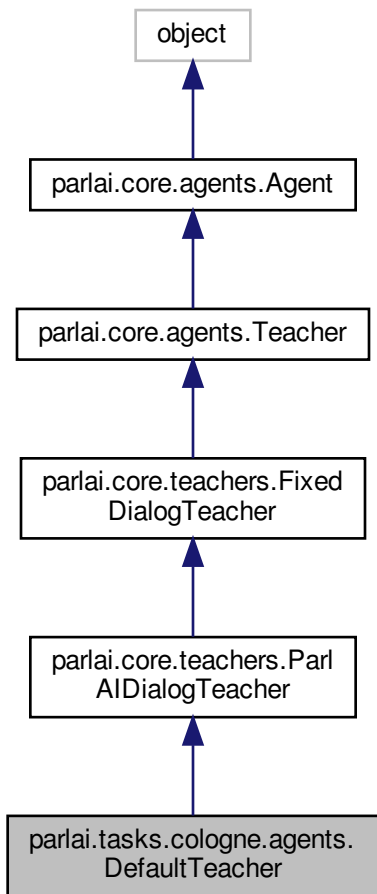 object
parlai.core.agents.Agent
parlai.core.agents.Teacher
parlai.core.teachers.Fixed
DialogTeacher
parlai.core.teachers.Parl
AIDialogTeacher
parlai.tasks.cologne.agents.
DefaultTeacher